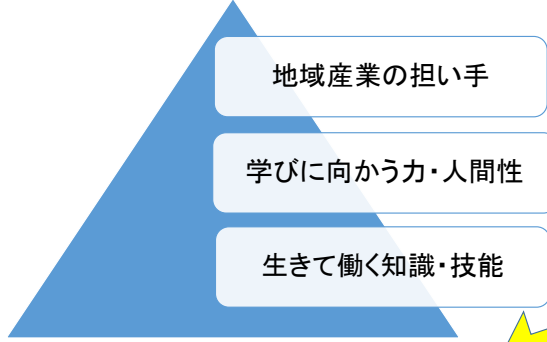 地域産業の担い手
学びに向かう力・人間性
生きて働く知識・技能